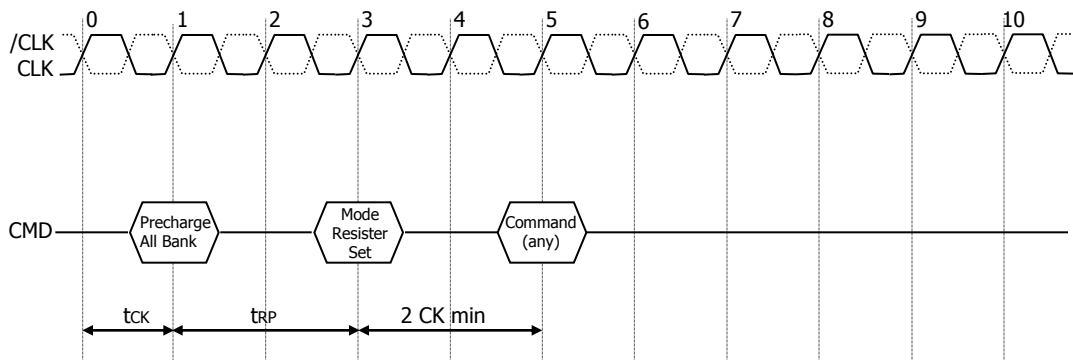 0 1 2 3 4 5 6 7 8 9 10
/CLK
CLK
CMD
Precharge
All Bank
Mode
Resister
Set
Command
(any)
tCK
tRP
2 CK min